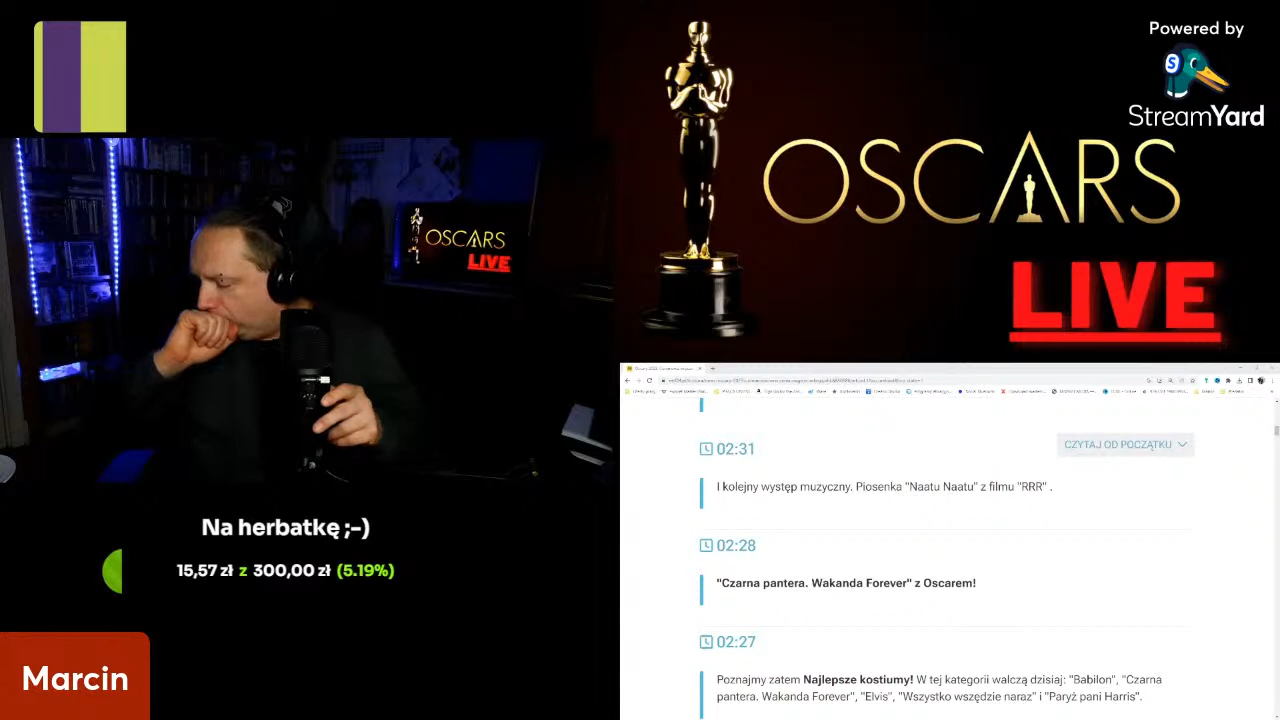 Powered by
S
StreamYard
OSCARS
LIVE
OSCARS
LIVE
Na herbatkę ;-)
15,57 zł z 300,00 zł (5.19%)
Marcin
02:31
CZYTAJ OD POCZĄTKU
I kolejny występ muzyczny. Piosenka "Naatu Naatu" z filmu "RRR" .
02:28
"Czarna pantera. Wakanda Forever" z Oscarem!
02:27
Poznajmy zatem Najlepsze kostiumy! W tej kategorii walczą dzisiaj: "Babilon", "Czarna
pantera. Wakanda Forever", "Elvis", "Wszystko wszędzie naraz" i "Paryż pani Harris".